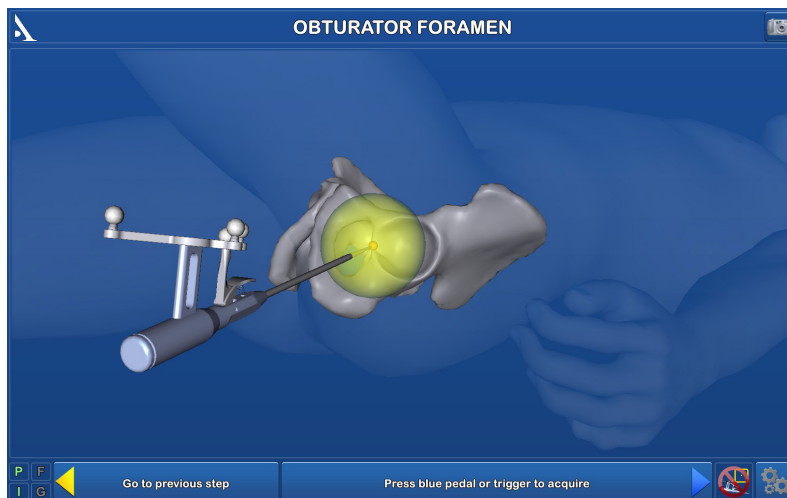 OBTURATOR FORAMEN
P F
I G
Go to previous step
Press blue pedal or trigger to acquire